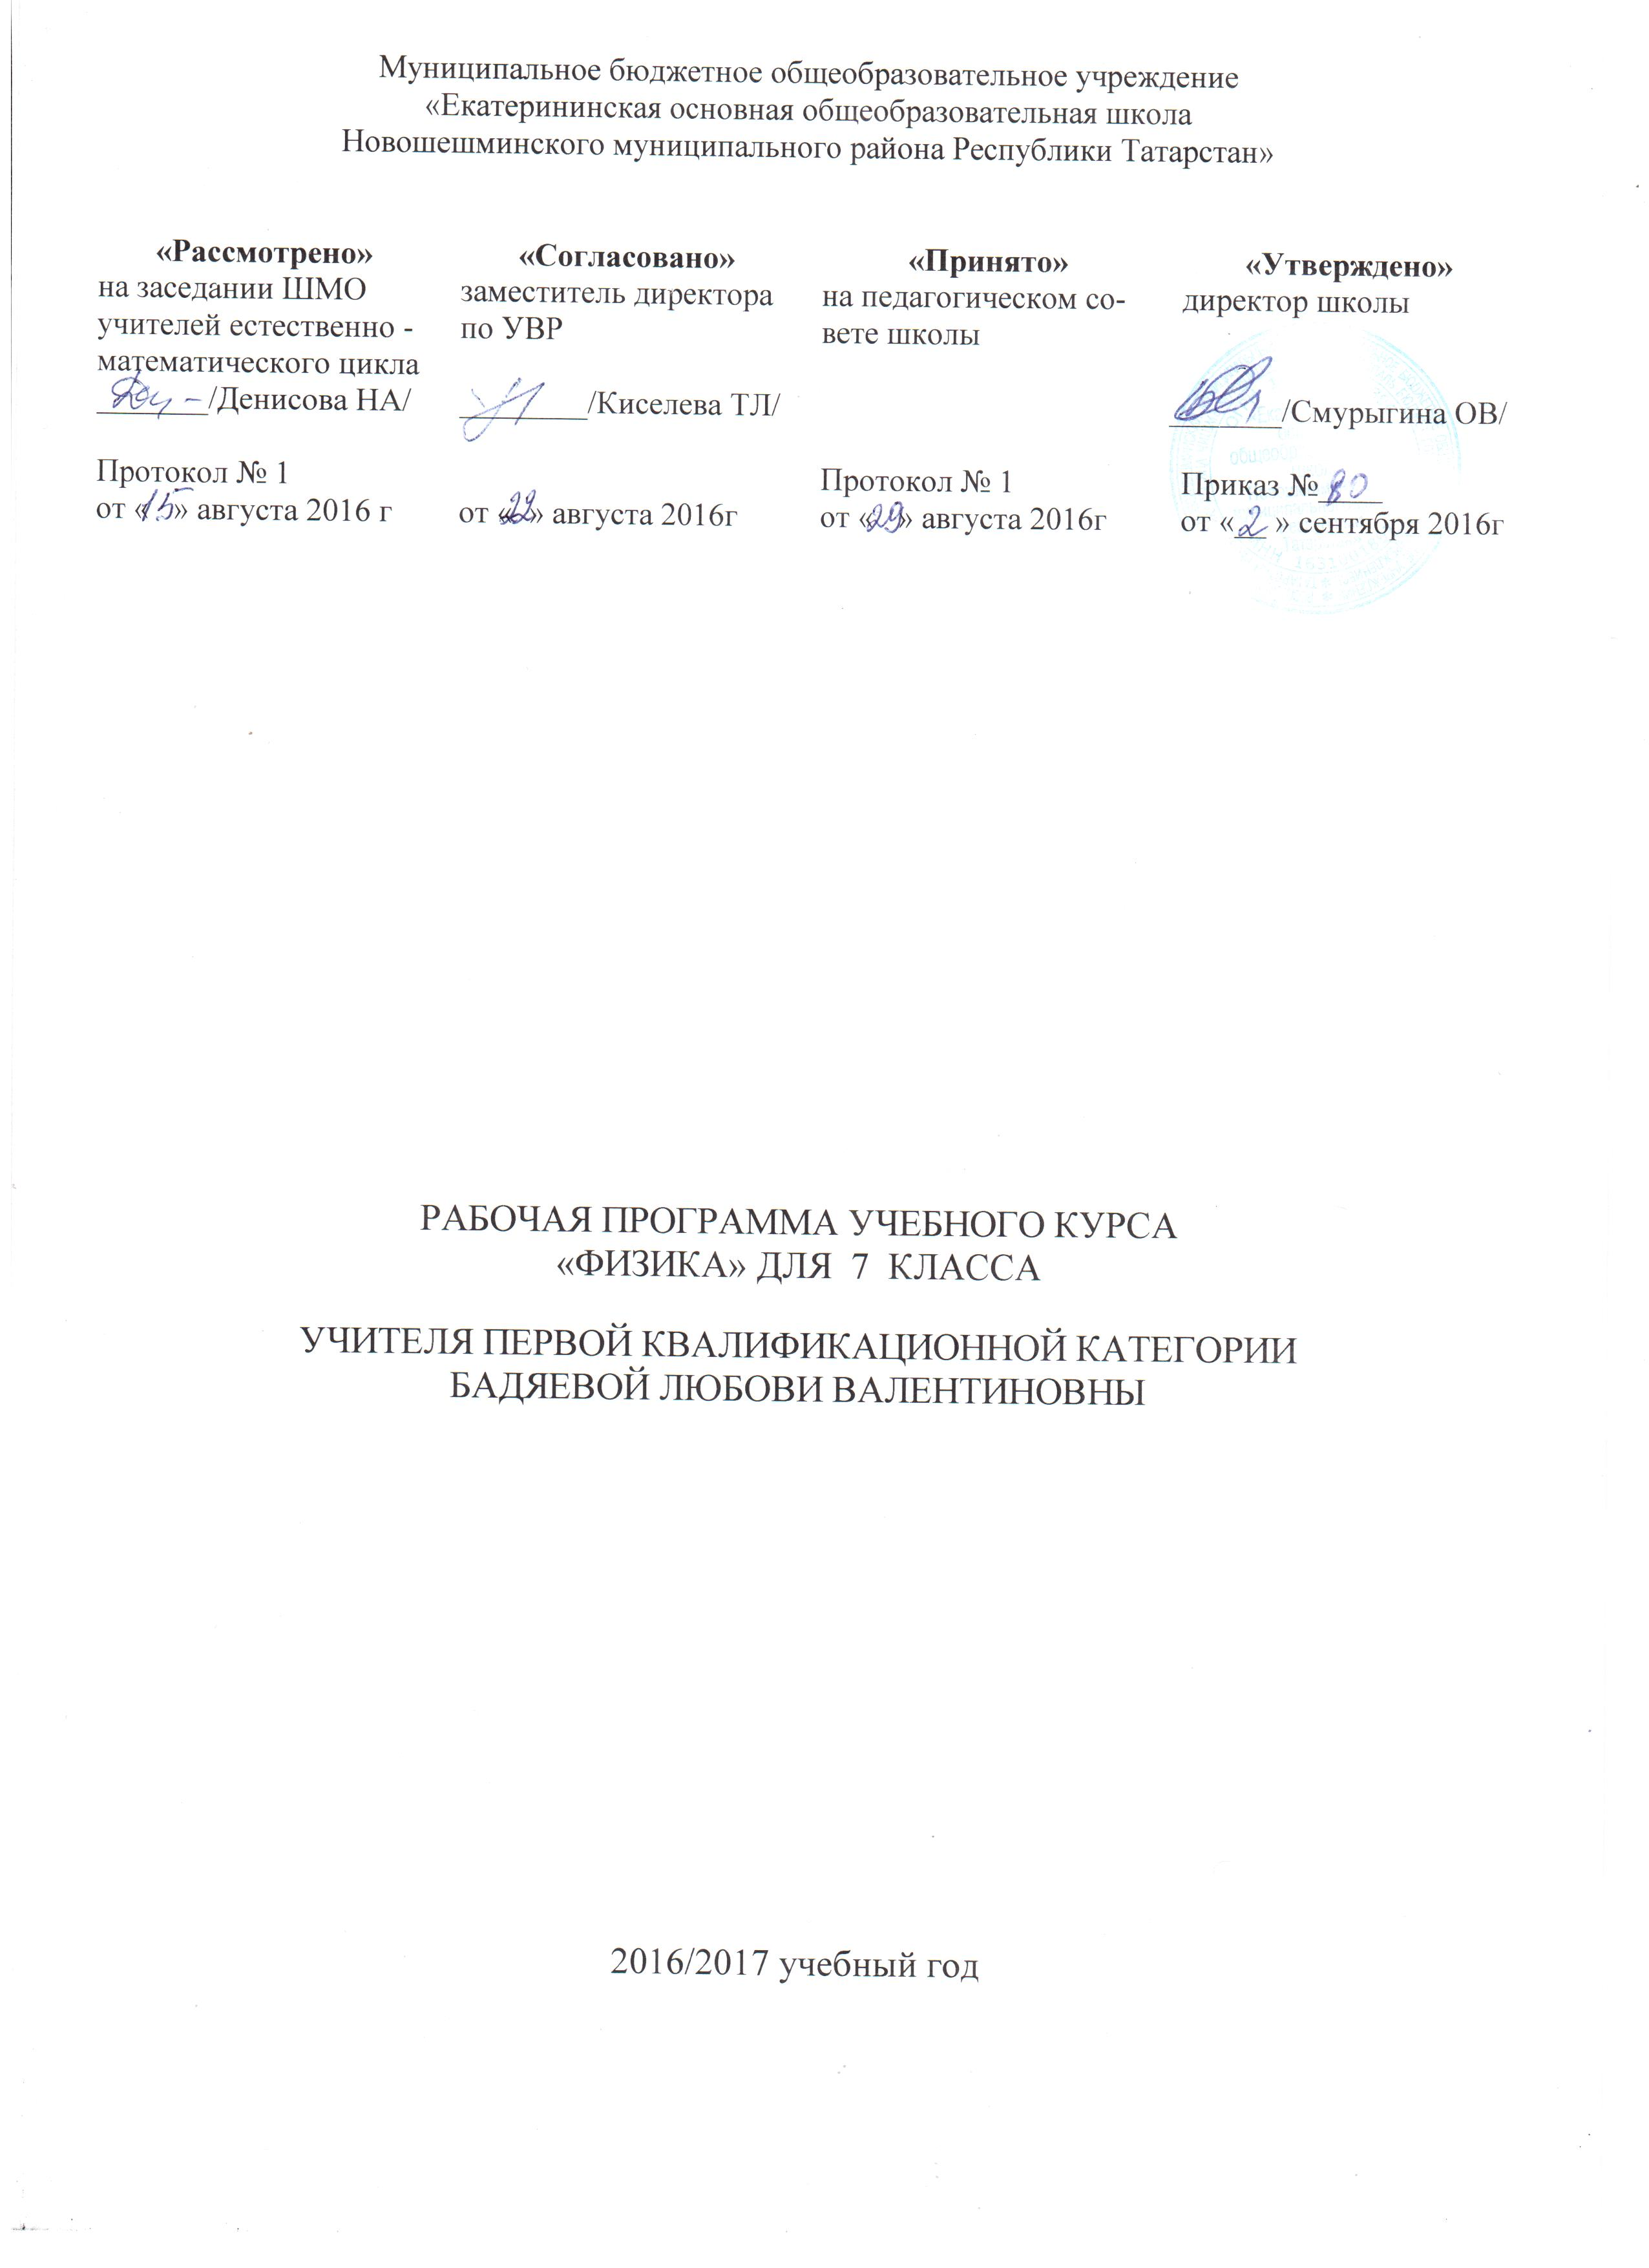 Муниципальное бюджетное общеобразовательное учреждение
«Екатерининская основная общеобразовательная школа
Новошешминского муниципального района Республики Татарстан»
«Рассмотрено»
на заседании ШМО
учителей естественно -
математического цикла
________/Денисова НА/
Протокол № 1
от «15» августа 2016 г
«Согласовано»
заместитель директора
по УВР
_________/Киселева ТЛ/
от «22» августа 2016г
«Принято»
на педагогическом со-
вете школы
Протокол № 1
от «29» августа 2016г
«Утверждено»
директор школы
________/Смурыгина ОВ/
Приказ № 80
от «2 » сентября 2016г
РАБОЧАЯ ПРОГРАММА УЧЕБНОГО КУРСА
«ФИЗИКА» ДЛЯ 7 КЛАССА
УЧИТЕЛЯ ПЕРВОЙ КВАЛИФИКАЦИОННОЙ КАТЕГОРИИ
БАДЯЕВОЙ ЛЮБОВИ ВАЛЕНТИНОВНЫ
2016/2017 учебный год